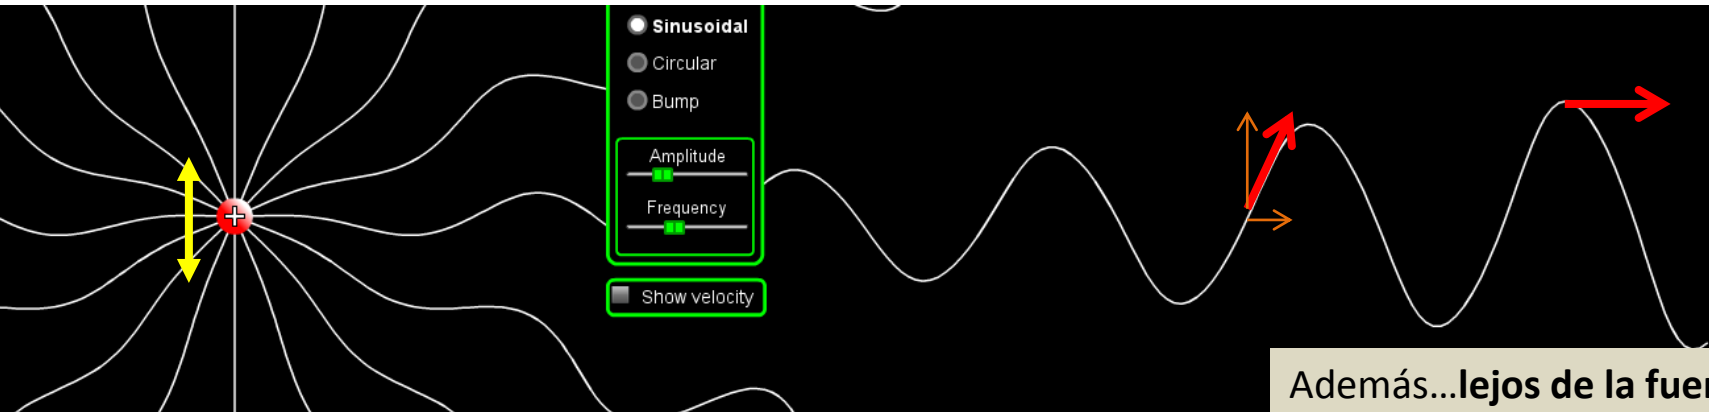 Sinusoidal
Circular
Bump
Amplitude
Frequency
Show velocity
Además...lejos de la